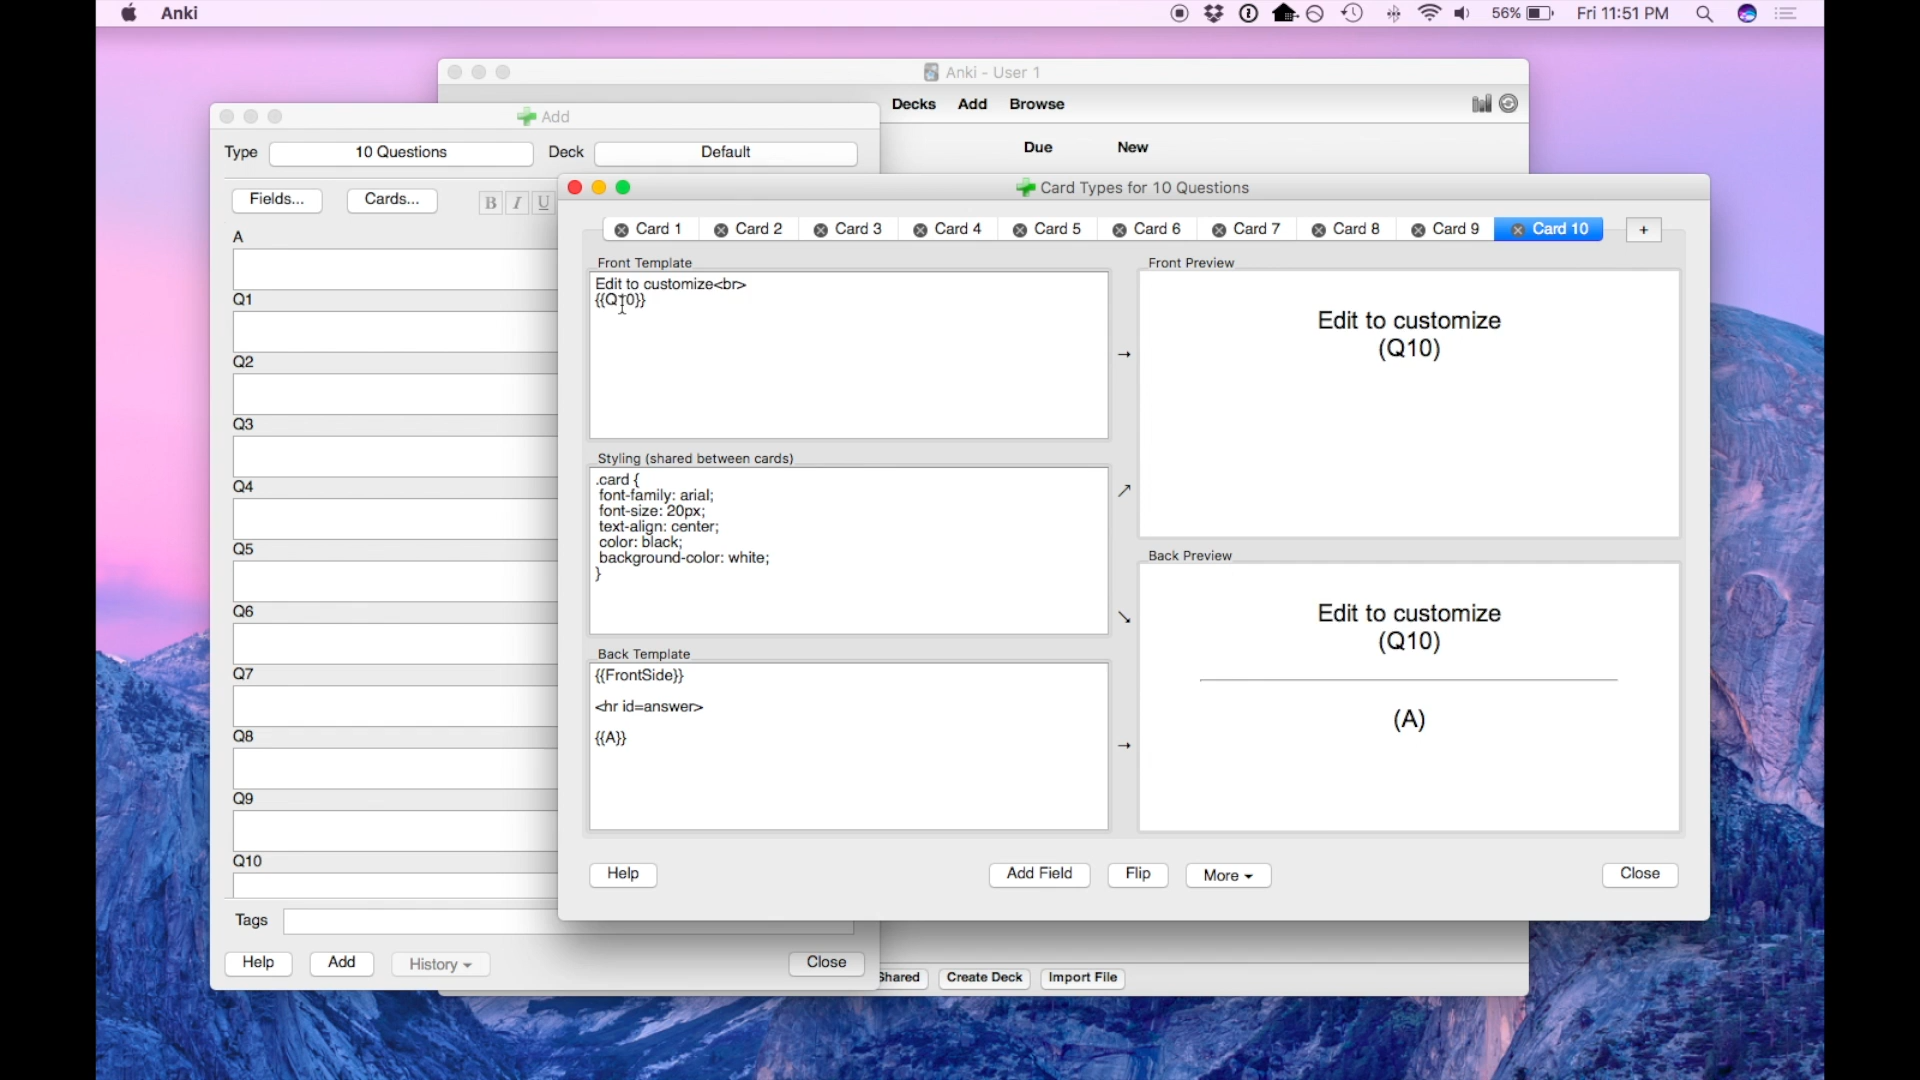 Anki
56%
Fri 11:51 PM
Anki - User 1
Decks Add Browse
Due New
Add
Type 10 Questions Deck Default
Fields... Cards... B I U
A
Q1
Q2
Q3
Q4
Q5
Q6
Q7
Q8
Q9
Q10
Tags
Help Add History Close
Shared Create Deck Import File
Card Types for 10 Questions
Card 1 Card 2 Card 3 Card 4 Card 5 Card 6 Card 7 Card 8 Card 9 Card 10 +
Front Template
Edit to customize<br>
{{Q10}}
Styling (shared between cards)
.card {
font-family: arial;
font-size: 20px;
text-align: center;
color: black;
background-color: white;
}
Back Template
{{FrontSide}}
<hr id=answer>
{{A}}
Front Preview
Edit to customize
(Q10)
Back Preview
Edit to customize
(Q10)
(A)
Help Add Field Flip More Close